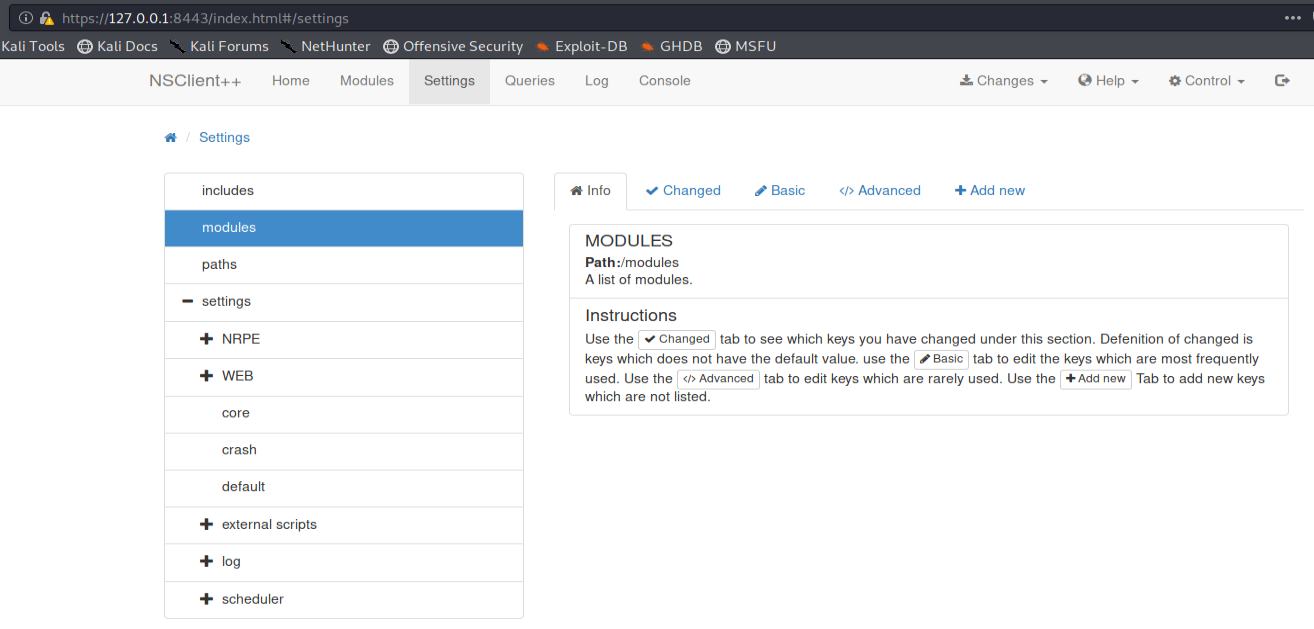 https://127.0.0.1:8443/index.html#/settings
Kali Tools Kali Docs Kali Forums NetHunter Offensive Security Exploit-DB GHDB MSFU
NSClient++ Home Modules Settings Queries Log Console Changes Help Control
/ Settings
includes
modules
paths
settings
NRPE
WEB
core
crash
default
external scripts
log
scheduler
Info Changed Basic </> Advanced Add new
MODULES
Path:/modules
A list of modules.
Instructions
Use the Changed tab to see which keys you have changed under this section. Defenition of changed is
keys which does not have the default value. use the Basic tab to edit the keys which are most frequently
used. Use the </> Advanced tab to edit keys which are rarely used. Use the Add new Tab to add new keys
which are not listed.